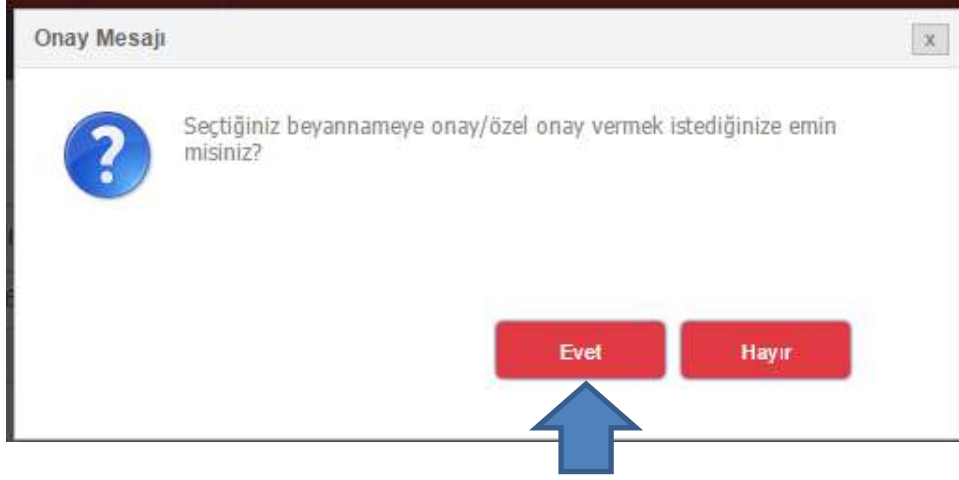 Onay Mesajı
x
Seçtiğiniz beyannameye onay/özel onay vermek istediğinize emin
misiniz?
Evet
Hayır